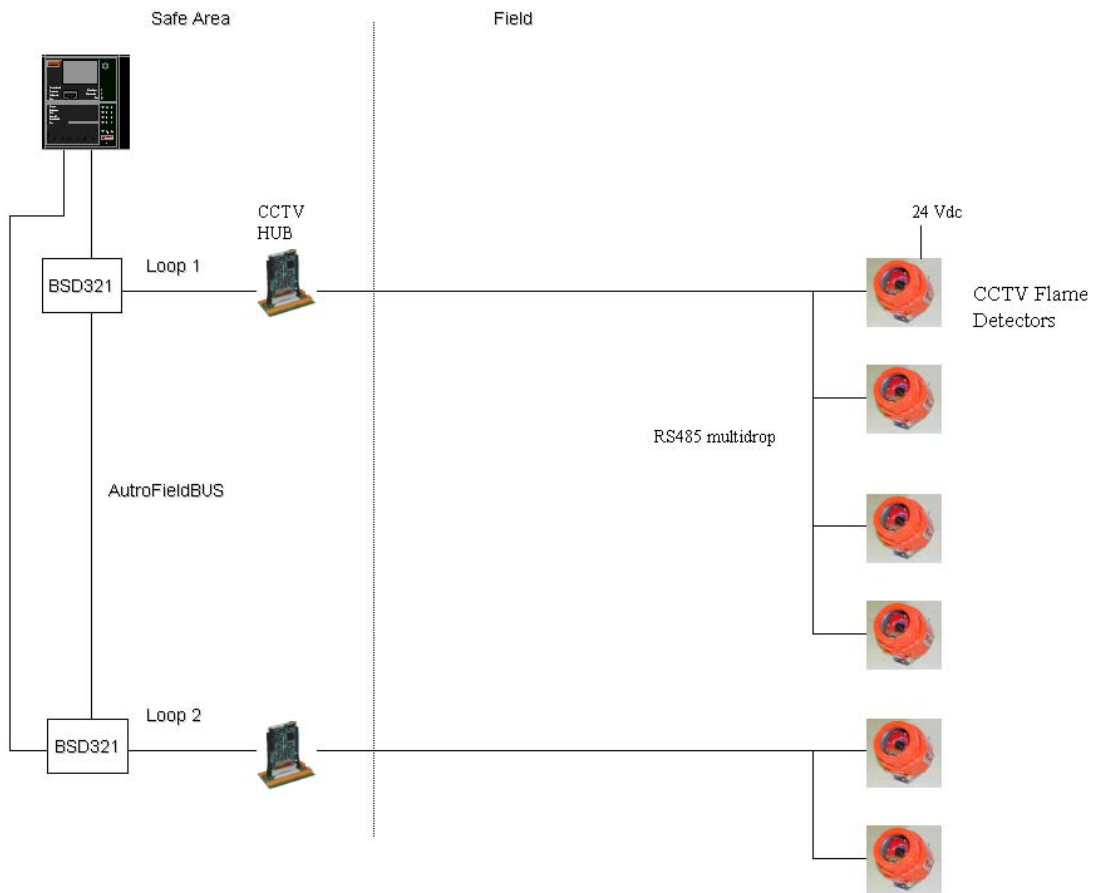 Safe Area
Field
CCTV
HUB
24 Vdc
Loop 1
BSD321
CCTV Flame
Detectors
RS485 multidrop
AutroFieldBUS
Loop 2
BSD321